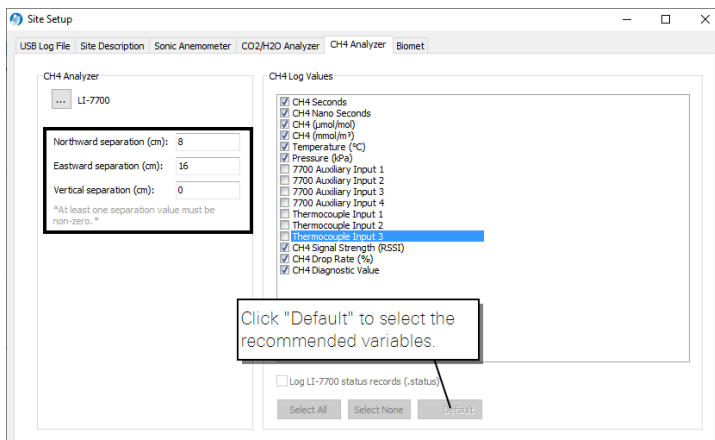 Site Setup
USB Log File Site Description Sonic Anemometer CO2/H2O Analyzer CH4 Analyzer Biomet
CH4 Analyzer
... LI-7700
Northward separation (cm): 8
Eastward separation (cm): 16
Vertical separation (cm): 0
*At least one separation value must be
non-zero.*
CH4 Log Values
CH4 Seconds
CH4 Nano Seconds
CH4 (µmol/mol)
CH4 (mmol/m³)
Temperature (ºC)
Pressure (kPa)
7700 Auxiliary Input 1
7700 Auxiliary Input 2
7700 Auxiliary Input 3
7700 Auxiliary Input 4
Thermocouple Input 1
Thermocouple Input 2
Thermocouple Input 3
CH4 Signal Strength (RSSI)
CH4 Drop Rate (%)
CH4 Diagnostic Value
Click "Default" to select the
recommended variables.
Log LI-7700 status records (.status)
Select All Select None Default